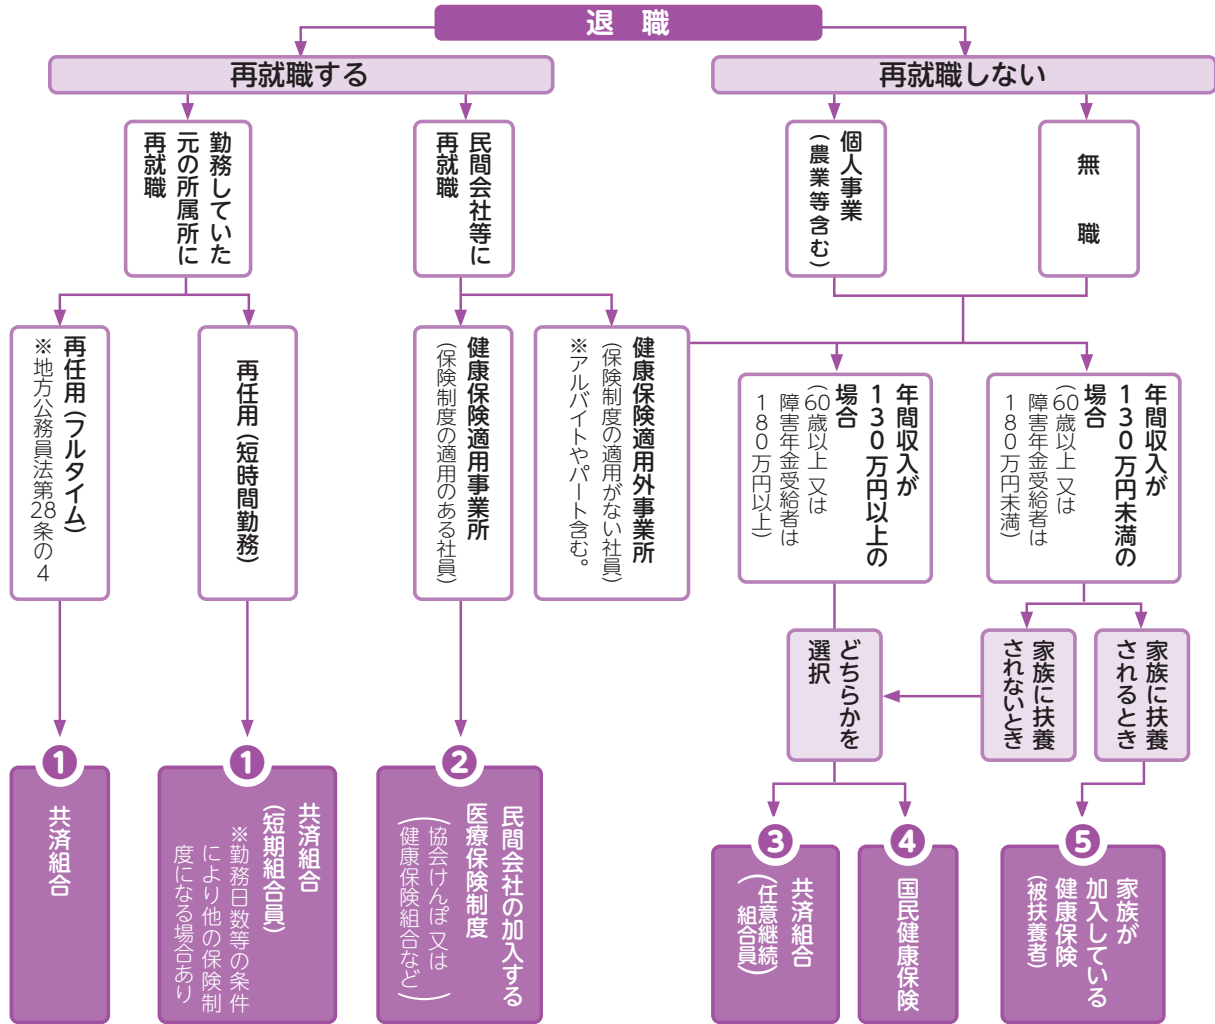 退 職
再就職する
再就職しない
勤務していた
元の所属所に
再就職
民間会社等に
再就職
個人事業
(農業等含む)
無 職
再任用(フルタイム)
※地方公務員法第28条の4
再任用(短時間勤務)
健康保険適用事業所
(保険制度の適用のある社員)
健康保険適用外事業所
(保険制度の適用がない社員)
※アルバイトやパート含む。
年間収入が
130万円以上の
場合
(60歳以上又は
障害年金受給者は
180万円以上)
年間収入が
130万円未満の
場合
(60歳以上又は
障害年金受給者は
180万円未満)
どちらかを
選択
家族に扶養
されないとき
家族に扶養
されるとき
1
共済組合
1
共済組合
(短期組合員)
※勤務日数等の条件
により他の保険制
度になる場合あり
2
民間会社の加入する
医療保険制度
(協会けんぽ又は
健康保険組合など)
3
共済組合
(任意継続
組合員)
4
国民健康保険
5
家族が
加入している
健康保険
(被扶養者)